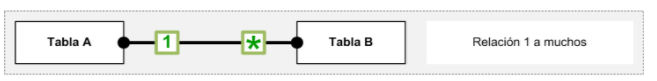 Tabla A
1
*
Tabla B
Relación 1 a muchos